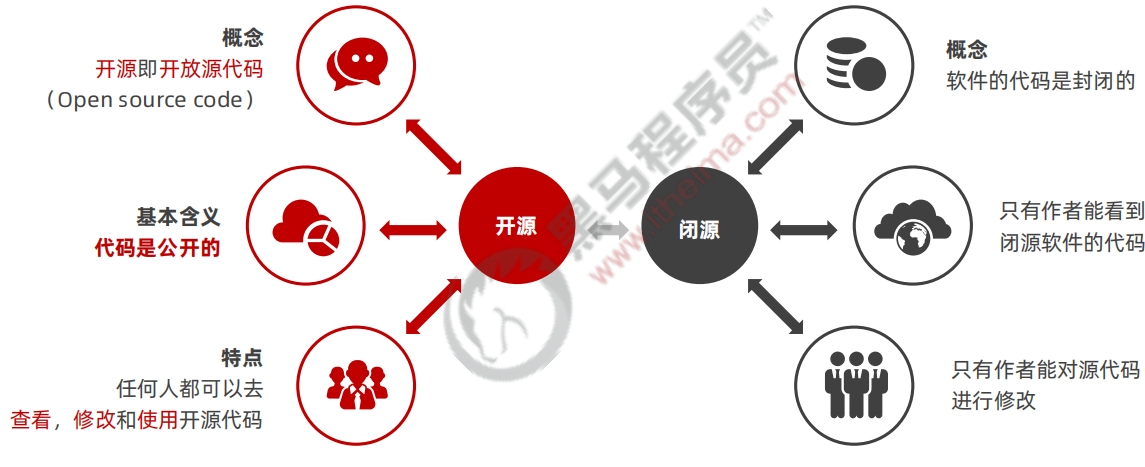 概念
开源即开放源代码
（Open source code）
基本含义
代码是公开的
特点
任何人都可以去
查看，修改和使用开源代码
开源
闭源
概念
软件的代码是封闭的
只有作者能看到
闭源软件的代码
只有作者能对源代码
进行修改
黑马程序员™
www.itheima.com